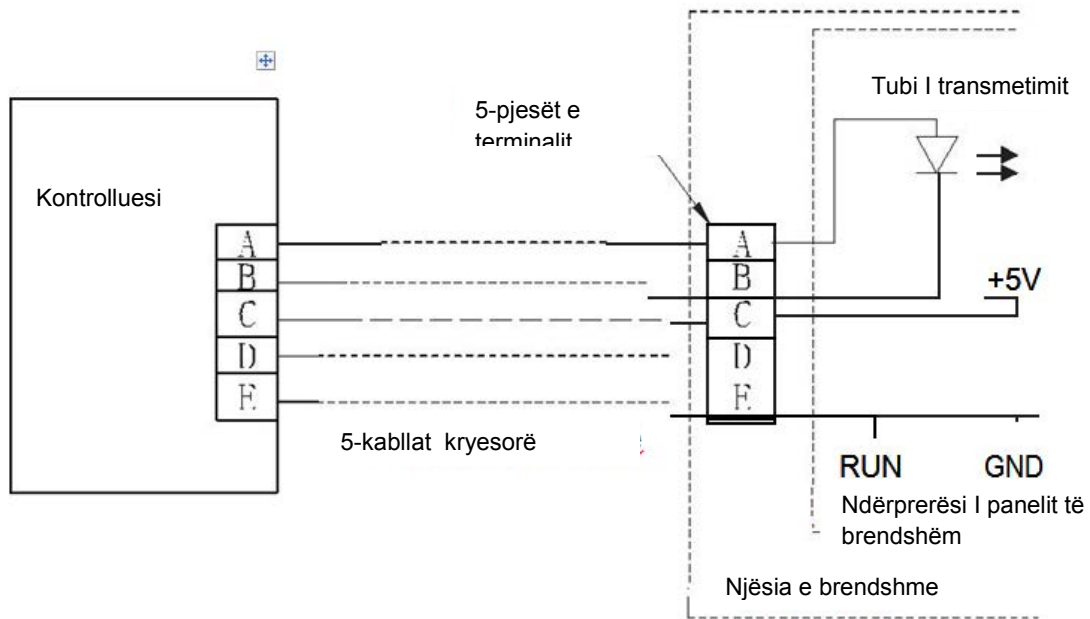 Tubi I transmetimit
5-pjesët e
terminalit
Kontrolluesi
A
B
C
D
E
A
B
C
D
E
+5V
5-kabllat kryesorë
RUN
GND
Ndërprerësi I panelit të
brendshëm
Njësia e brendshme